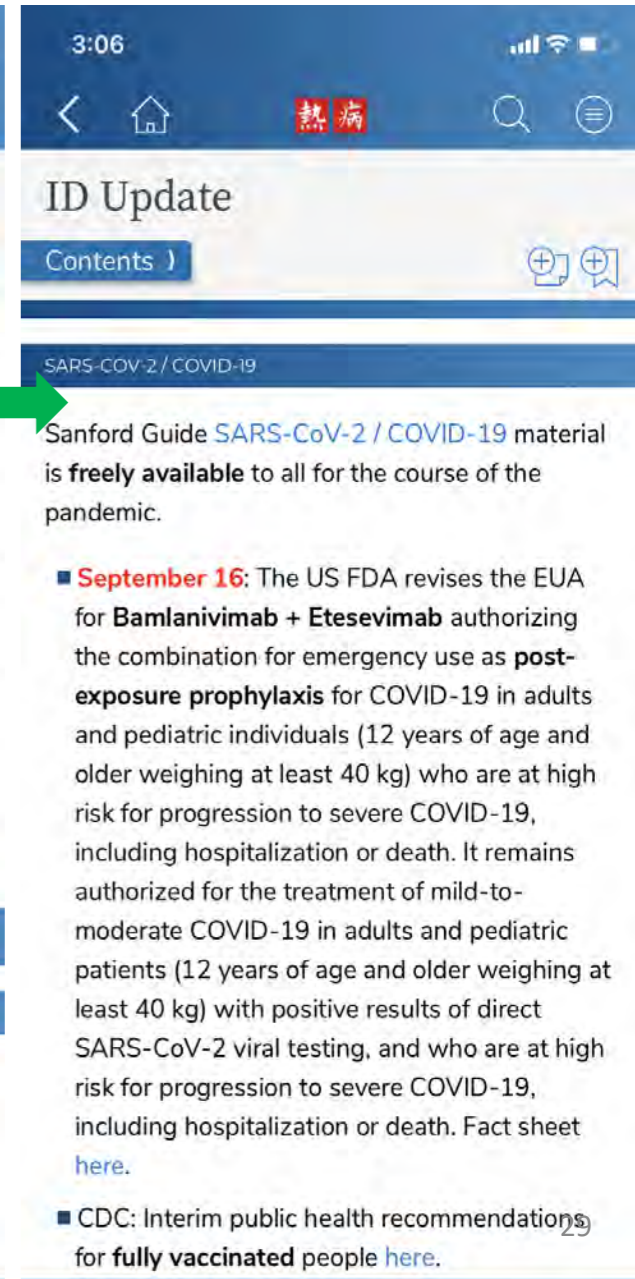 3:06
熱病
ID Update
Contents )
SARS-COV-2 / COVID-19
Sanford Guide SARS-CoV-2 / COVID-19 material
is freely available to all for the course of the
pandemic.
September 16: The US FDA revises the EUA
for Bamlanivimab + Etesevimab authorizing
the combination for emergency use as post-
exposure prophylaxis for COVID-19 in adults
and pediatric individuals (12 years of age and
older weighing at least 40 kg) who are at high
risk for progression to severe COVID-19,
including hospitalization or death. It remains
authorized for the treatment of mild-to-
moderate COVID-19 in adults and pediatric
patients (12 years of age and older weighing at
least 40 kg) with positive results of direct
SARS-CoV-2 viral testing, and who are at high
risk for progression to severe COVID-19,
including hospitalization or death. Fact sheet
here.
CDC: Interim public health recommendations
29
for fully vaccinated people here.